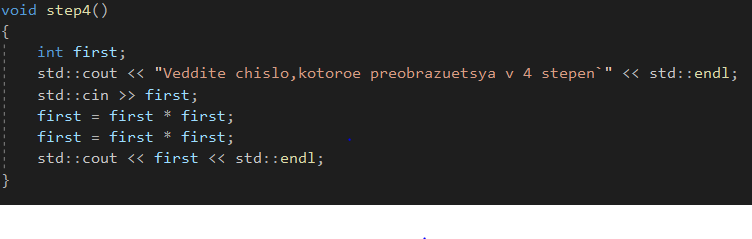 void step4()
{
int first;
std::cout << "Veddite chislo,kotoroe preobrazuetsya v 4 stepen`" << std::endl;
std::cin >> first;
first = first * first;
first = first * first;
std::cout << first << std::endl;
}